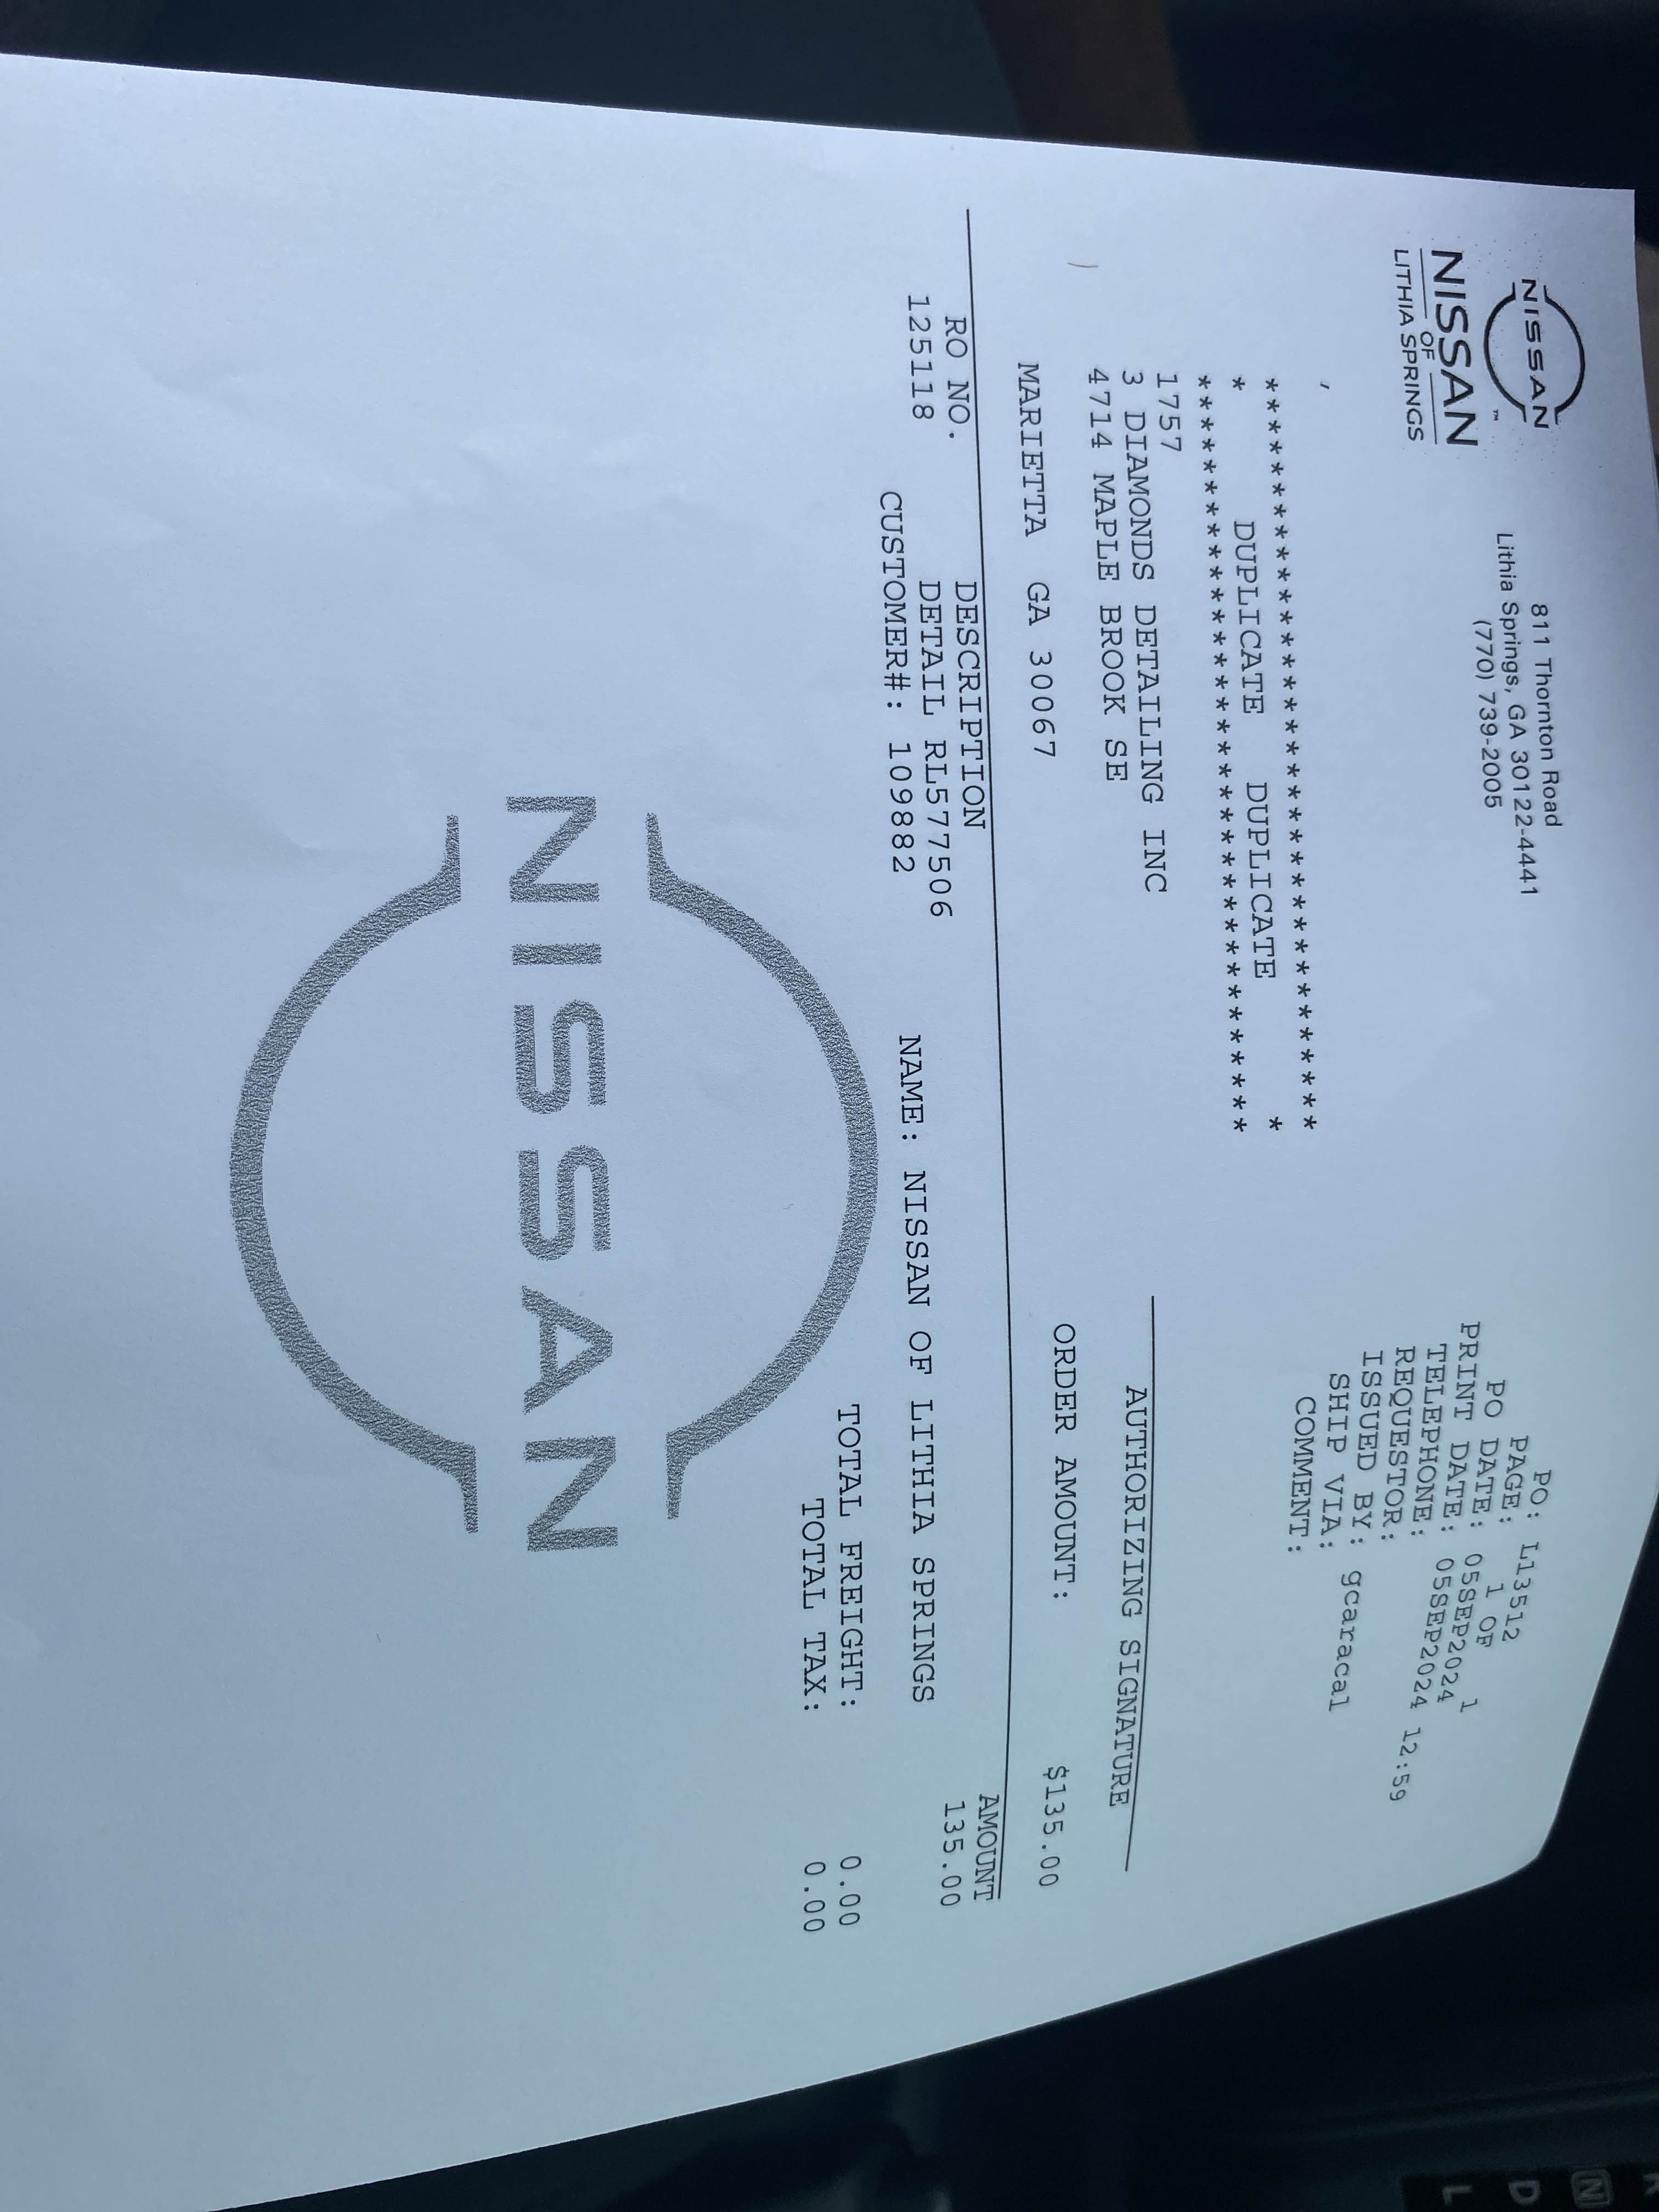 NISSAN
TM
NISSAN
OF
LITHIA SPRINGS
811 Thornton Road
Lithia Springs, GA 30122-4441
(770) 739-2005
PO: L13512
PAGE: 1 OF 1
PO DATE: 05SEP2024
PRINT DATE: 05SEP2024 12:59
TELEPHONE:
REQUESTOR:
ISSUED BY: gcaracal
SHIP VIA:
COMMENT:
,
**********************************
* DUPLICATE DUPLICATE *
**********************************
1757
3 DIAMONDS DETAILING INC
4714 MAPLE BROOK SE
MARIETTA GA 30067
AUTHORIZING SIGNATURE
ORDER AMOUNT: $135.00
RO NO. DESCRIPTION AMOUNT
125118 DETAIL RL577506 135.00
CUSTOMER#: 109882 NAME: NISSAN OF LITHIA SPRINGS
TOTAL FREIGHT: 0.00
TOTAL TAX: 0.00
NISSAN
N
D
L